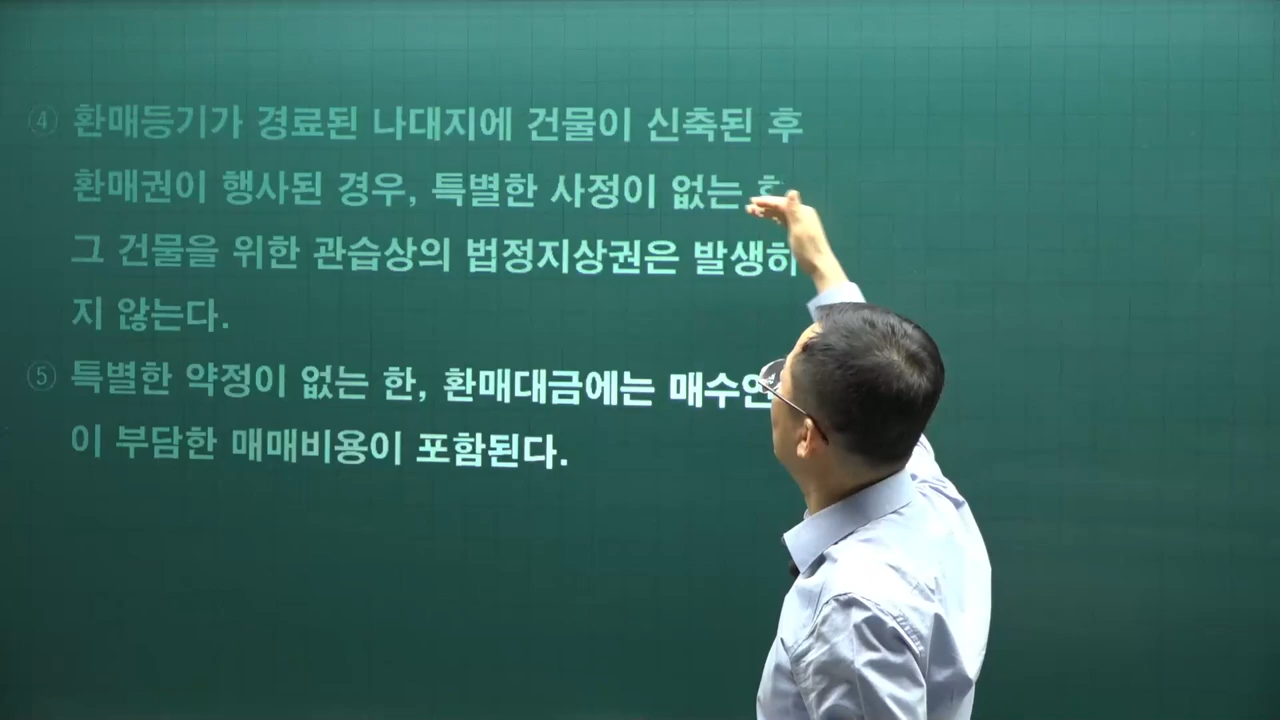 ④ 환매등기가 경료된 나대지에 건물이 신축된 후
환매권이 행사된 경우, 특별한 사정이 없는
그 건물을 위한 관습상의 법정지상권은 발생하
지 않는다.
⑤ 특별한 약정이 없는 한, 환매대금에는
이 부담한 매매비용이 포함된다.